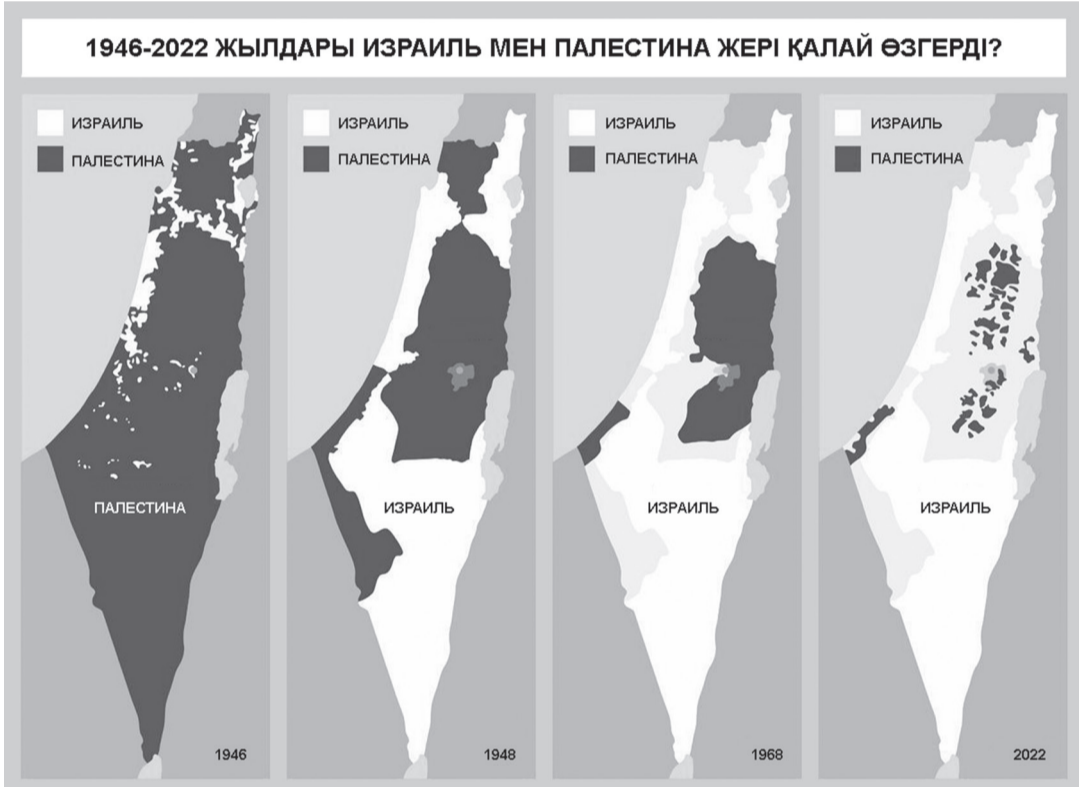 1946-2022 ЖЫЛДАРЫ ИЗРАИЛЬ МЕН ПАЛЕСТИНА ЖЕРІ ҚАЛАЙ ӨЗГЕРДІ?
ИЗРАИЛЬ
ПАЛЕСТИНА
ПАЛЕСТИНА
1946
ИЗРАИЛЬ
ПАЛЕСТИНА
ИЗРАИЛЬ
1948
ИЗРАИЛЬ
ПАЛЕСТИНА
ИЗРАИЛЬ
1968
ИЗРАИЛЬ
ПАЛЕСТИНА
ИЗРАИЛЬ
2022